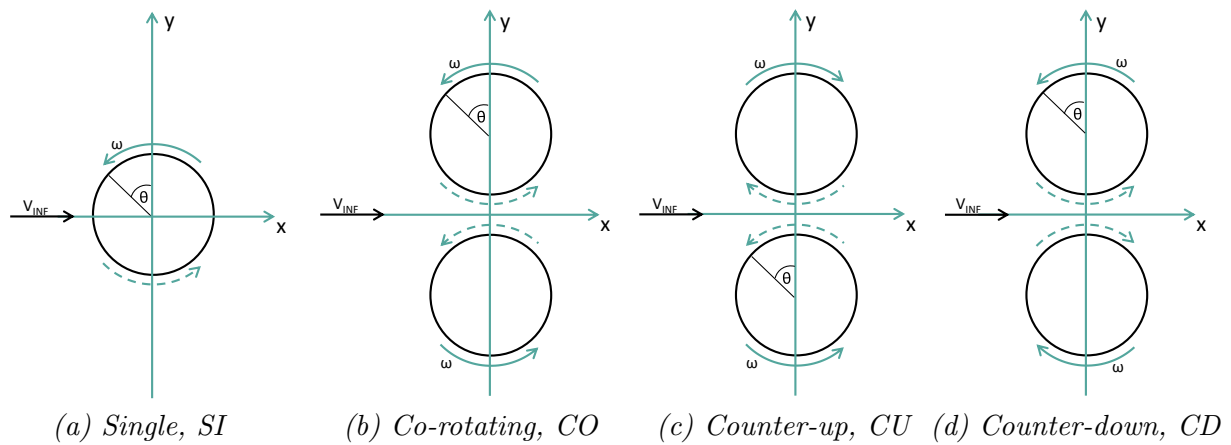 y
ω
θ
V_INF
x
(a) Single, SI
y
ω
θ
V_INF
x
ω
(b) Co-rotating, CO
y
ω
V_INF
x
θ
ω
(c) Counter-up, CU
y
ω
θ
V_INF
x
ω
(d) Counter-down, CD